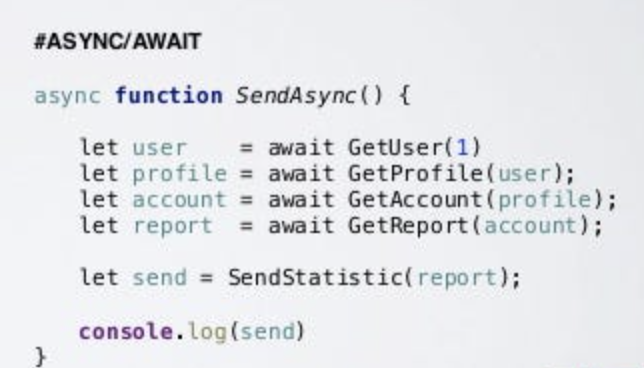 #ASYNC/AWAIT
async function SendAsync() {
let user = await GetUser(1)
let profile = await GetProfile(user);
let account = await GetAccount(profile);
let report = await GetReport(account);
let send = SendStatistic(report);
console.log(send)
}